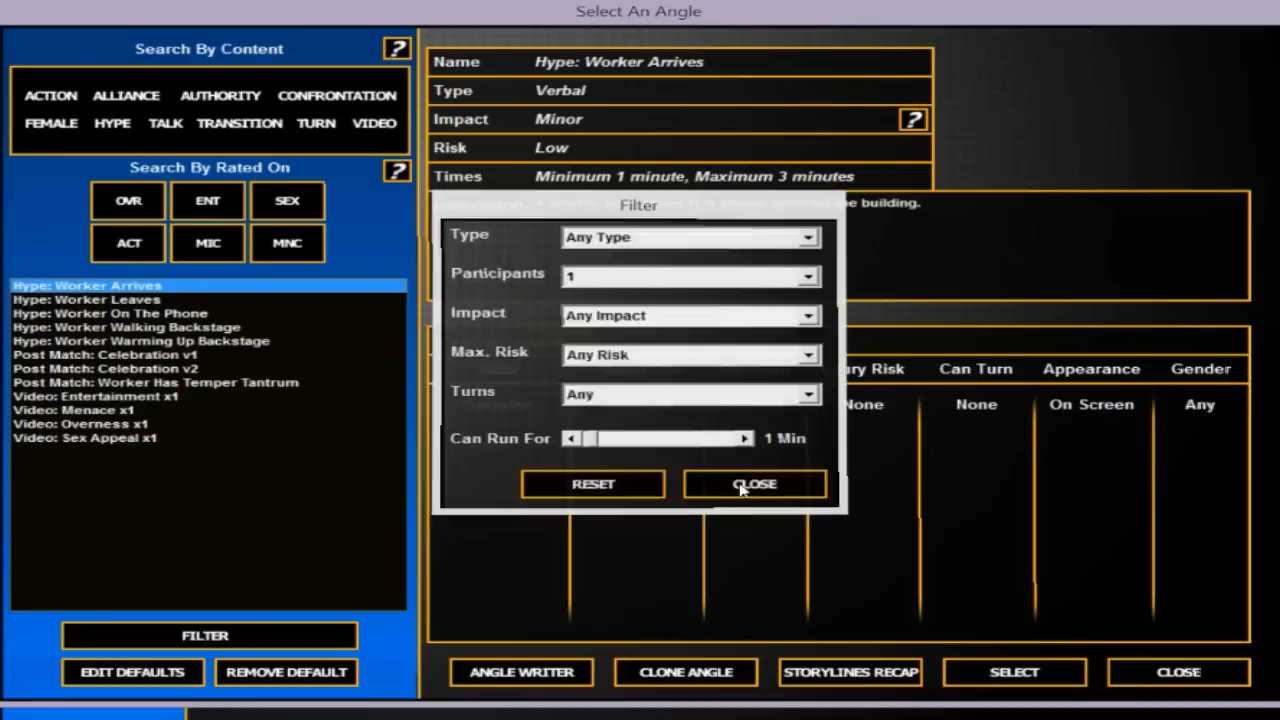 Select An Angle
Search By Content
?
ACTION ALLIANCE AUTHORITY CONFRONTATION
FEMALE HYPE TALK TRANSITION TURN VIDEO
Search By Rated On
?
OVR ENT SEX
ACT MIC MNC
Hype: Worker Arrives
Hype: Worker Leaves
Hype: Worker On The Phone
Hype: Worker Walking Backstage
Hype: Worker Warming Up Backstage
Post Match: Celebration v1
Post Match: Celebration v2
Post Match: Worker Has Temper Tantrum
Video: Entertainment x1
Video: Menace x1
Video: Overness x1
Video: Sex Appeal x1
FILTER
EDIT DEFAULTS REMOVE DEFAULT
Name Hype: Worker Arrives
Type Verbal
Impact Minor ?
Risk Low
Times Minimum 1 minute, Maximum 3 minutes
the building.
Filter
Type Any Type
Participants 1
Impact Any Impact
Max. Risk Any Risk
Turns Any
Can Run For 1 Min
RESET CLOSE
ury Risk Can Turn Appearance Gender
None None On Screen Any
ANGLE WRITER CLONE ANGLE STORYLINES RECAP SELECT CLOSE